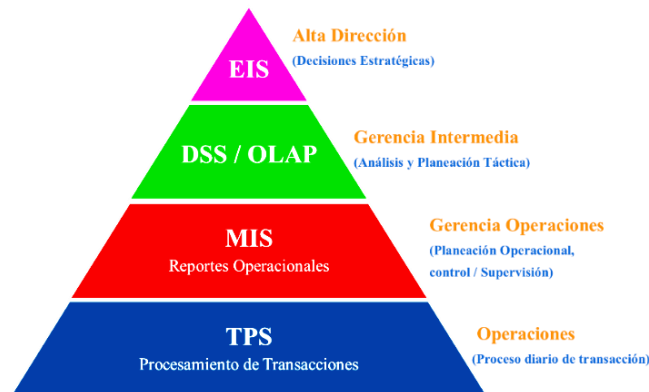 Alta Dirección
EIS
(Decisiones Estratégicas)
Gerencia Intermedia
DSS / OLAP
(Análisis y Planeación Táctica)
Gerencia Operaciones
MIS
(Planeación Operacional,
Reportes Operacionales
control / Supervisión)
TPS
Operaciones
Procesamiento de Transacciones
(Proceso diario de transacción)